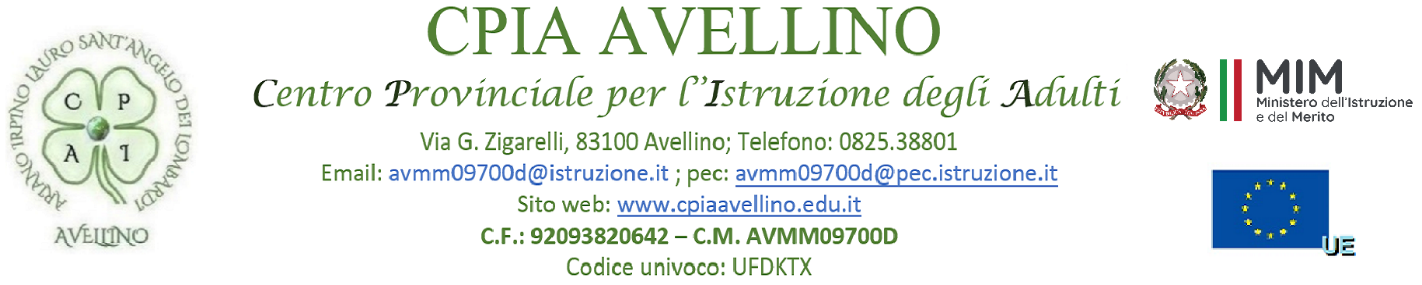 ARIANO IRPINO LAURO SANT'ANGELO DEI LOMBARDI
C P
A I
AVELLINO
CPIA AVELLINO
Centro Provinciale per l'Istruzione degli Adulti
Via G. Zigarelli, 83100 Avellino; Telefono: 0825.38801
Email: avmm09700d@istruzione.it ; pec: avmm09700d@pec.istruzione.it
Sito web: www.cpiaavellino.edu.it
C.F.: 92093820642 – C.M. AVMM09700D
Codice univoco: UFDKTX
MIM
Ministero dell'Istruzione
e del Merito
UE